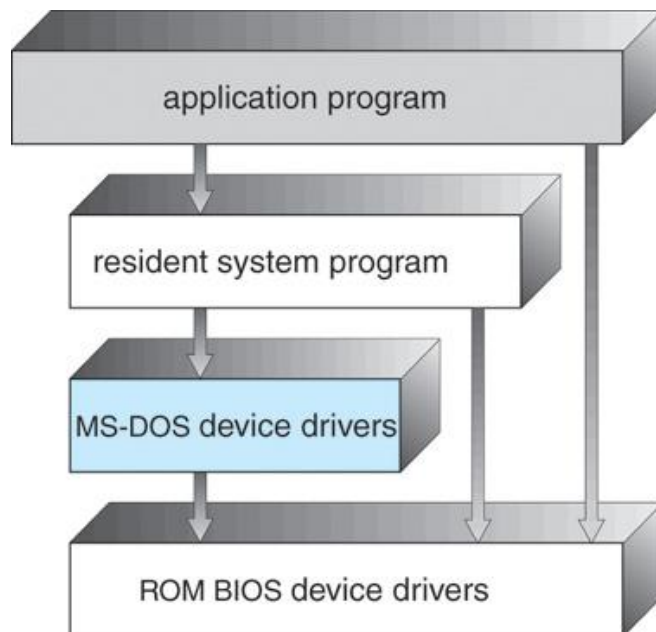 application program
resident system program
MS-DOS device drivers
ROM BIOS device drivers